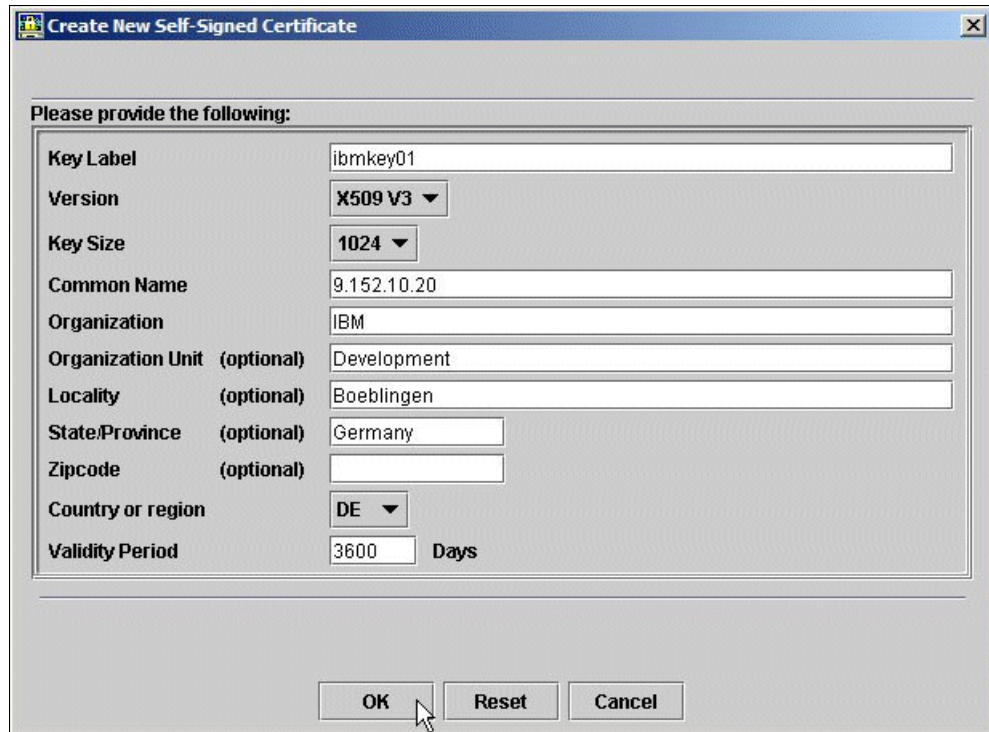 Create New Self-Signed Certificate
Please provide the following:
Key Label ibmkey01
Version X509 V3
Key Size 1024
Common Name 9.152.10.20
Organization IBM
Organization Unit (optional) Development
Locality (optional) Boeblingen
State/Province (optional) Germany
Zipcode (optional)
Country or region DE
Validity Period 3600 Days
OK Reset Cancel